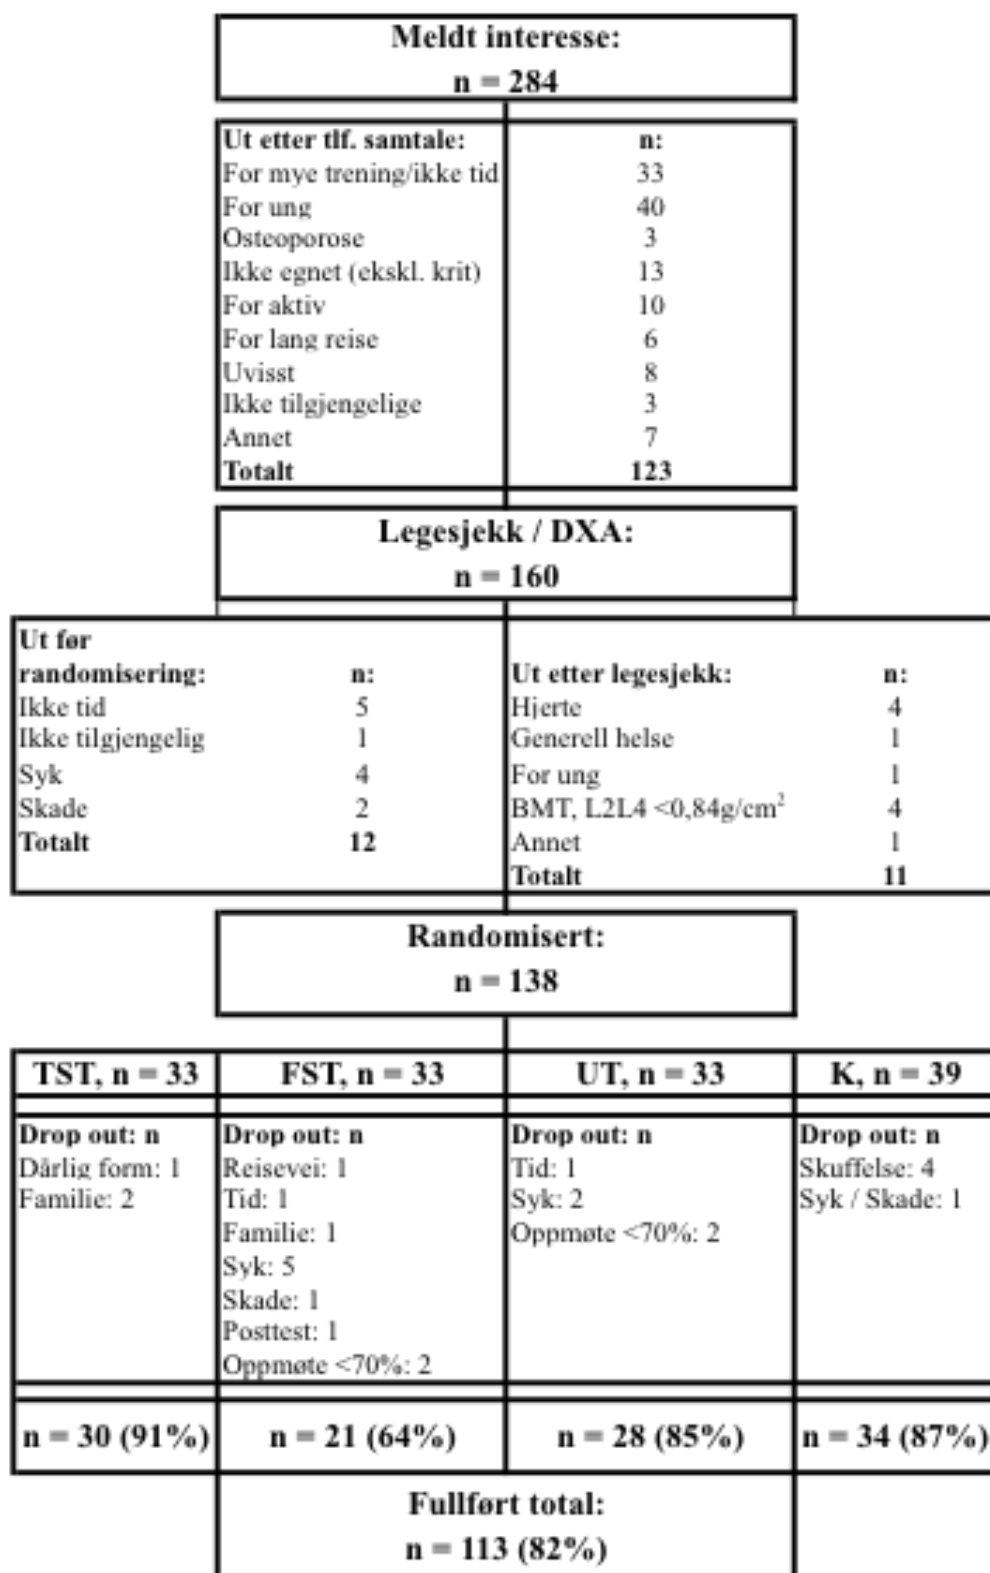 Meldt interesse:
n = 284
Ut etter tlf. samtale: n:
For mye trening/ikke tid 33
For ung 40
Osteoporose 3
Ikke egnet (ekskl. krit) 13
For aktiv 10
For lang reise 6
Uvisst 8
Ikke tilgjengelige 3
Annet 7
Totalt 123
Legesjekk / DXA:
n = 160
Ut før
randomisering: n:
Ikke tid 5
Ikke tilgjengelig 1
Syk 4
Skade 2
Totalt 12
Ut etter legesjekk: n:
Hjerte 4
Generell helse 1
For ung 1
BMT, L2L4 <0,84g/cm² 4
Annet 1
Totalt 11
Randomisert:
n = 138
TST, n = 33
Drop out: n
Dårlig form: 1
Familie: 2
n = 30 (91%)
FST, n = 33
Drop out: n
Reisevei: 1
Tid: 1
Familie: 1
Syk: 5
Skade: 1
Posttest: 1
Oppmøte <70%: 2
n = 21 (64%)
UT, n = 33
Drop out: n
Tid: 1
Syk: 2
Oppmøte <70%: 2
n = 28 (85%)
K, n = 39
Drop out: n
Skuffelse: 4
Syk / Skade: 1
n = 34 (87%)
Fullført total:
n = 113 (82%)